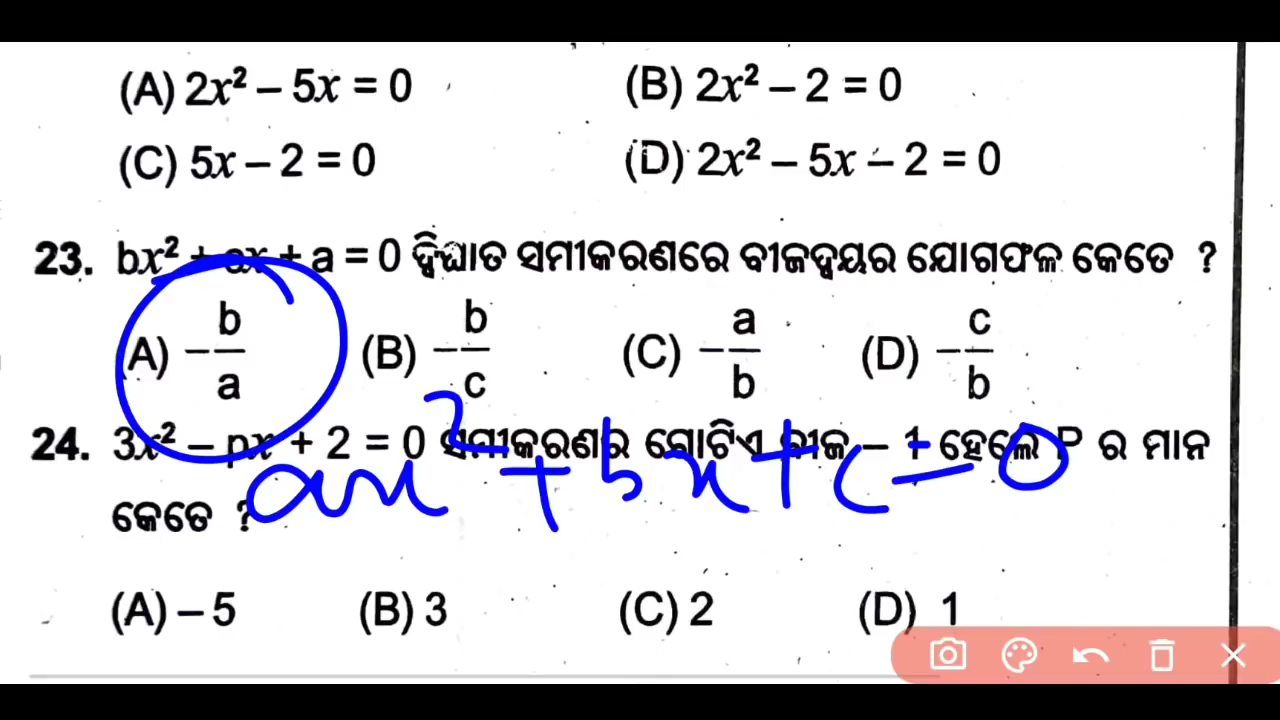 (A) 2x² – 5x = 0 (B) 2x² – 2 = 0
(C) 5x – 2 = 0 (D) 2x² – 5x – 2 = 0
23. bx² + ax + a = 0 ଦ୍ୱିଘାତ ସମୀକରଣରେ ବୀଜଦ୍ୱୟର ଯୋଗଫଳ କେତେ ?
(A) –b/a (B) –b/c (C) –a/b (D) –c/b
24. 3x² – px + 2 = 0 ସମୀକରଣର ଗୋଟିଏ ବୀଜ – 1 ହେଲେ P ର ମାନ
ax² + bx + c = 0
କେତେ ?
(A) – 5 (B) 3 (C) 2 (D) 1